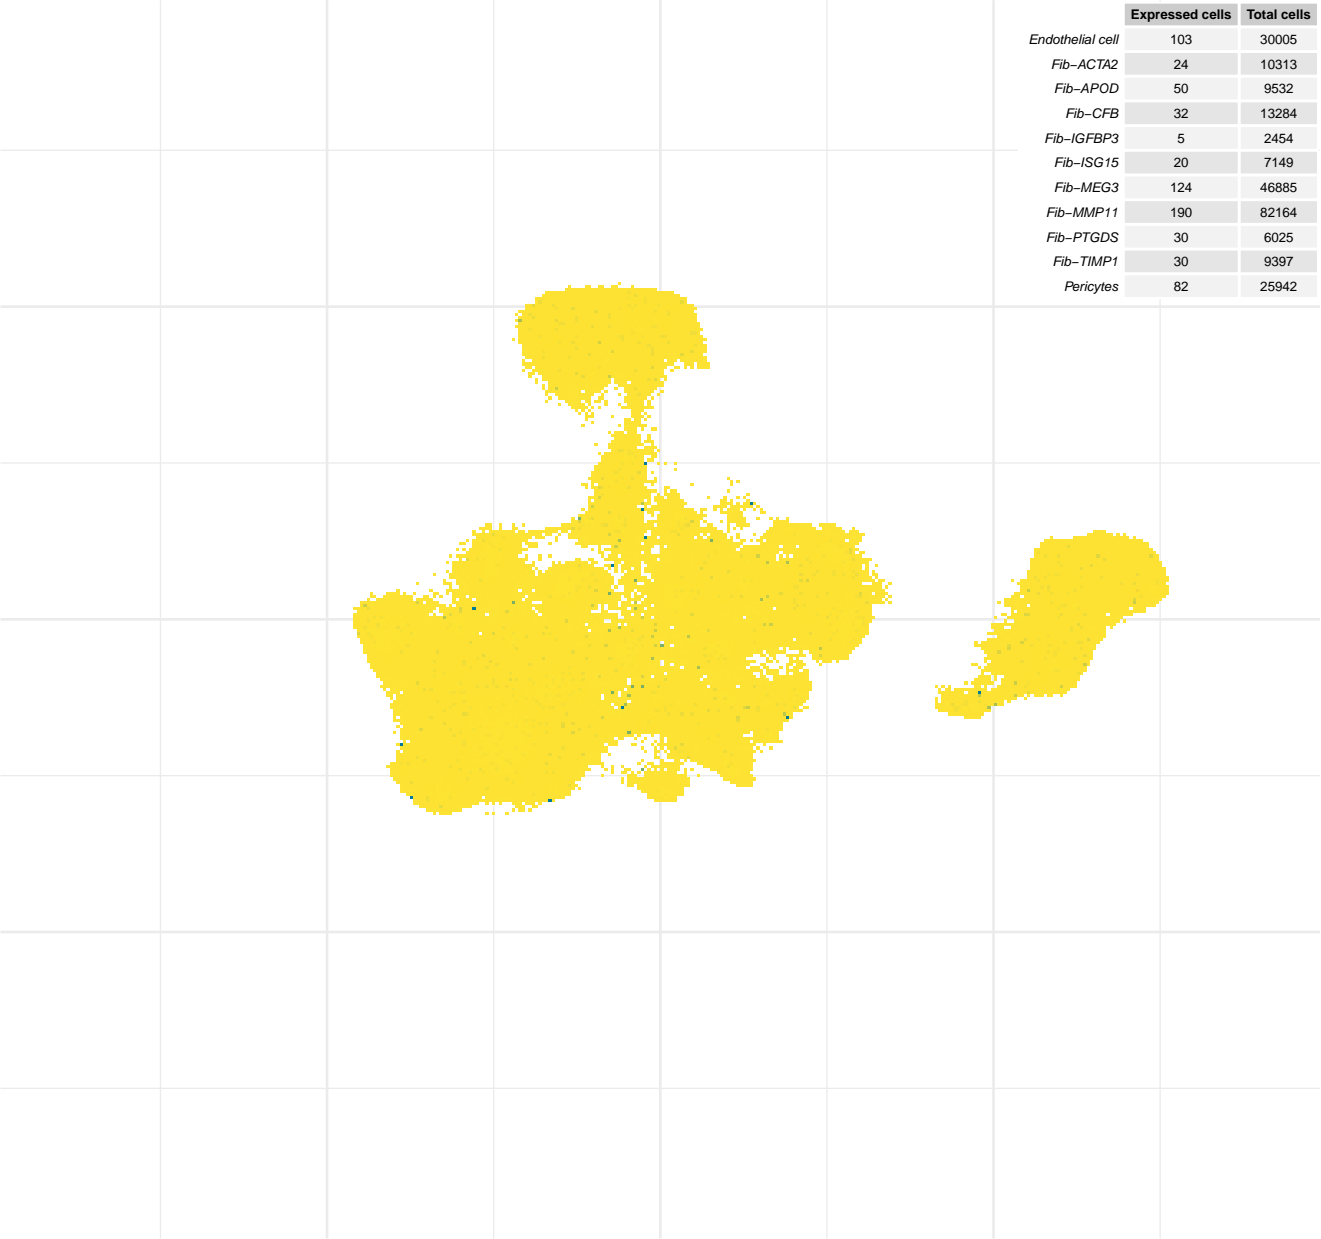 Expressed cells Total cells
Endothelial cell 103 30005
Fib−ACTA2 24 10313
Fib−APOD 50 9532
Fib−CFB 32 13284
Fib−IGFBP3 5 2454
Fib−ISG15 20 7149
Fib−MEG3 124 46885
Fib−MMP11 190 82164
Fib−PTGDS 30 6025
Fib−TIMP1 30 9397
Pericytes 82 25942